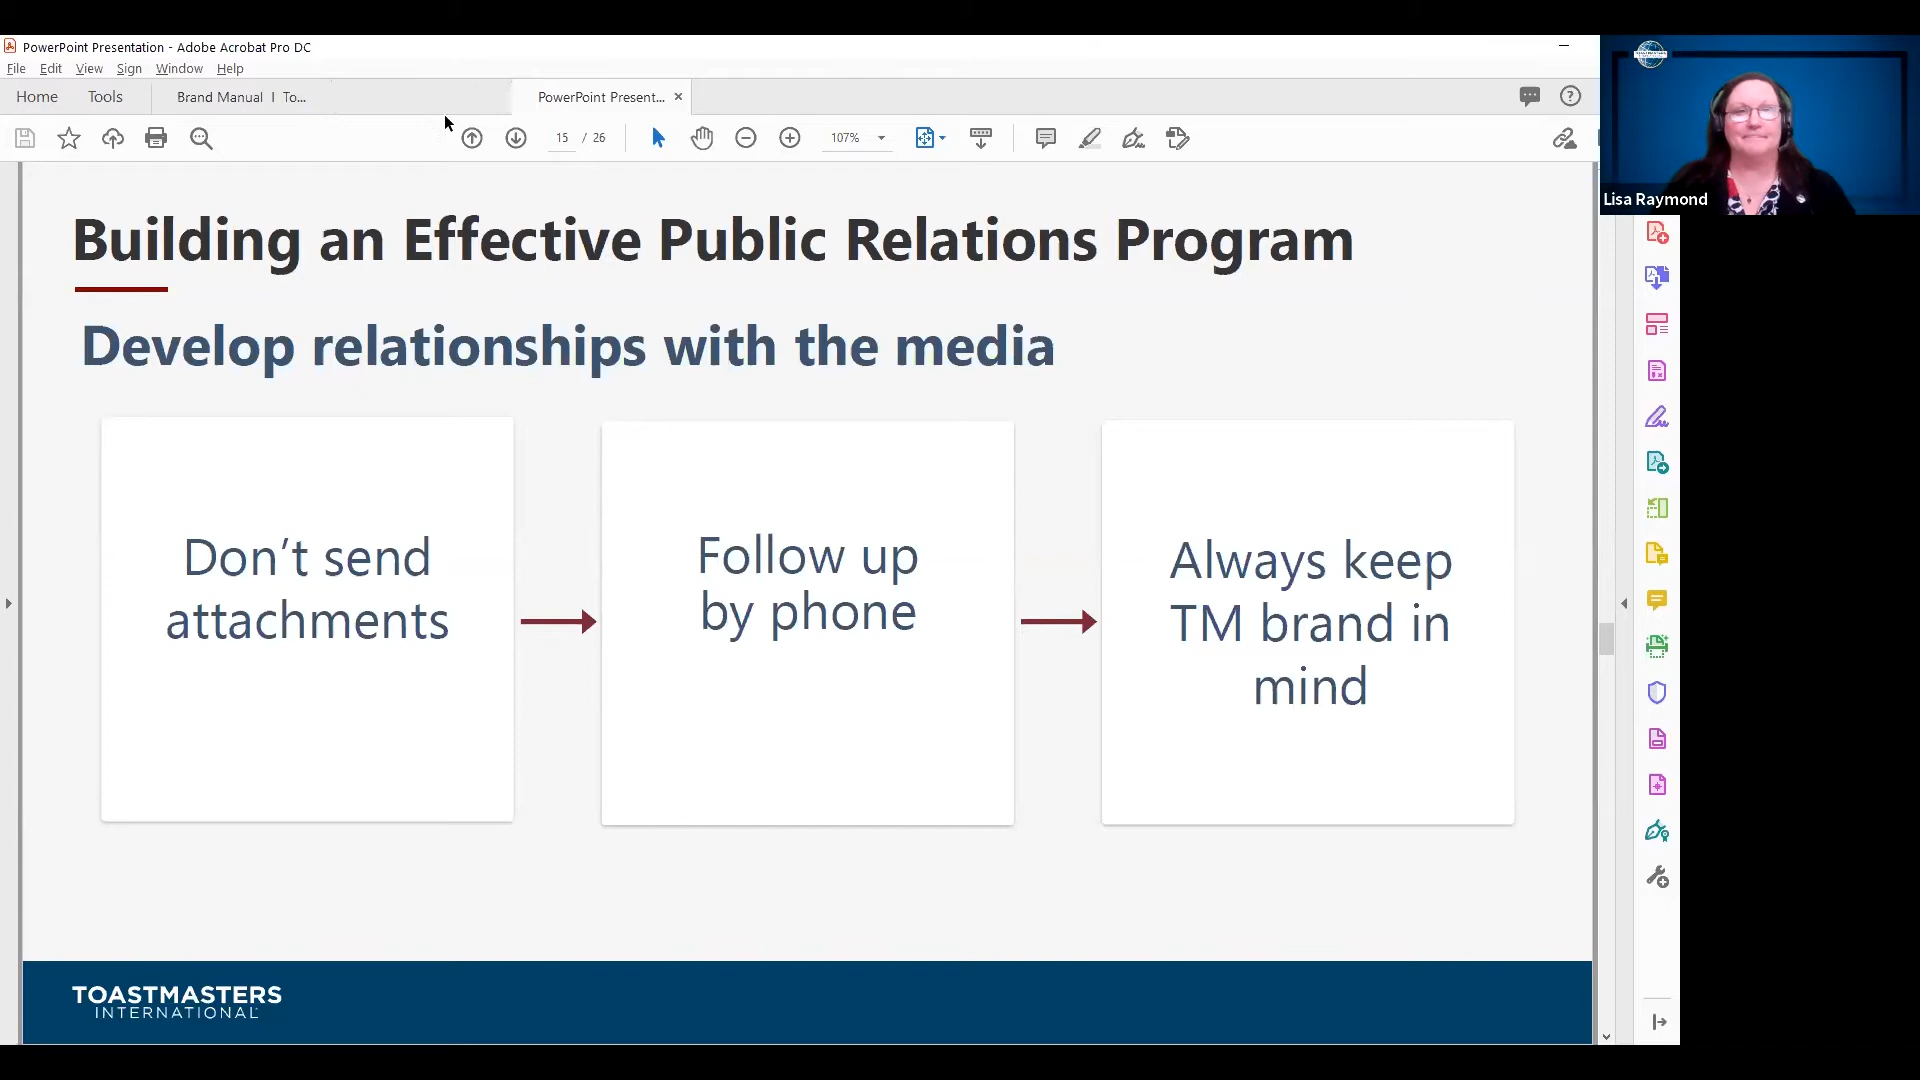 PowerPoint Presentation - Adobe Acrobat Pro DC
File Edit View Sign Window Help
Home Tools Brand Manual I To... PowerPoint Present... ×
15 / 26 107%
Lisa Raymond
Building an Effective Public Relations Program
Develop relationships with the media
Don’t send
attachments
Follow up
by phone
Always keep
TM brand in
mind
TOASTMASTERS
INTERNATIONAL